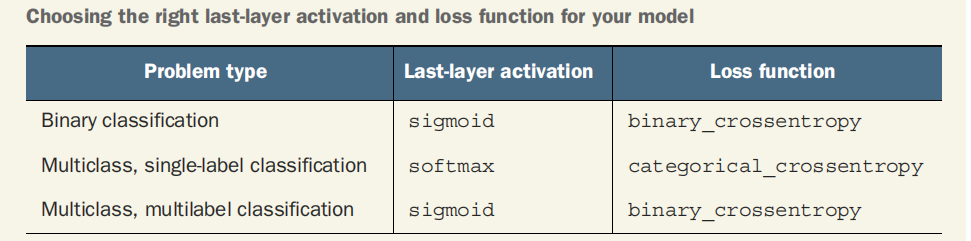 Choosing the right last-layer activation and loss function for your model
Problem type Last-layer activation Loss function
Binary classification sigmoid binary_crossentropy
Multiclass, single-label classification softmax categorical_crossentropy
Multiclass, multilabel classification sigmoid binary_crossentropy